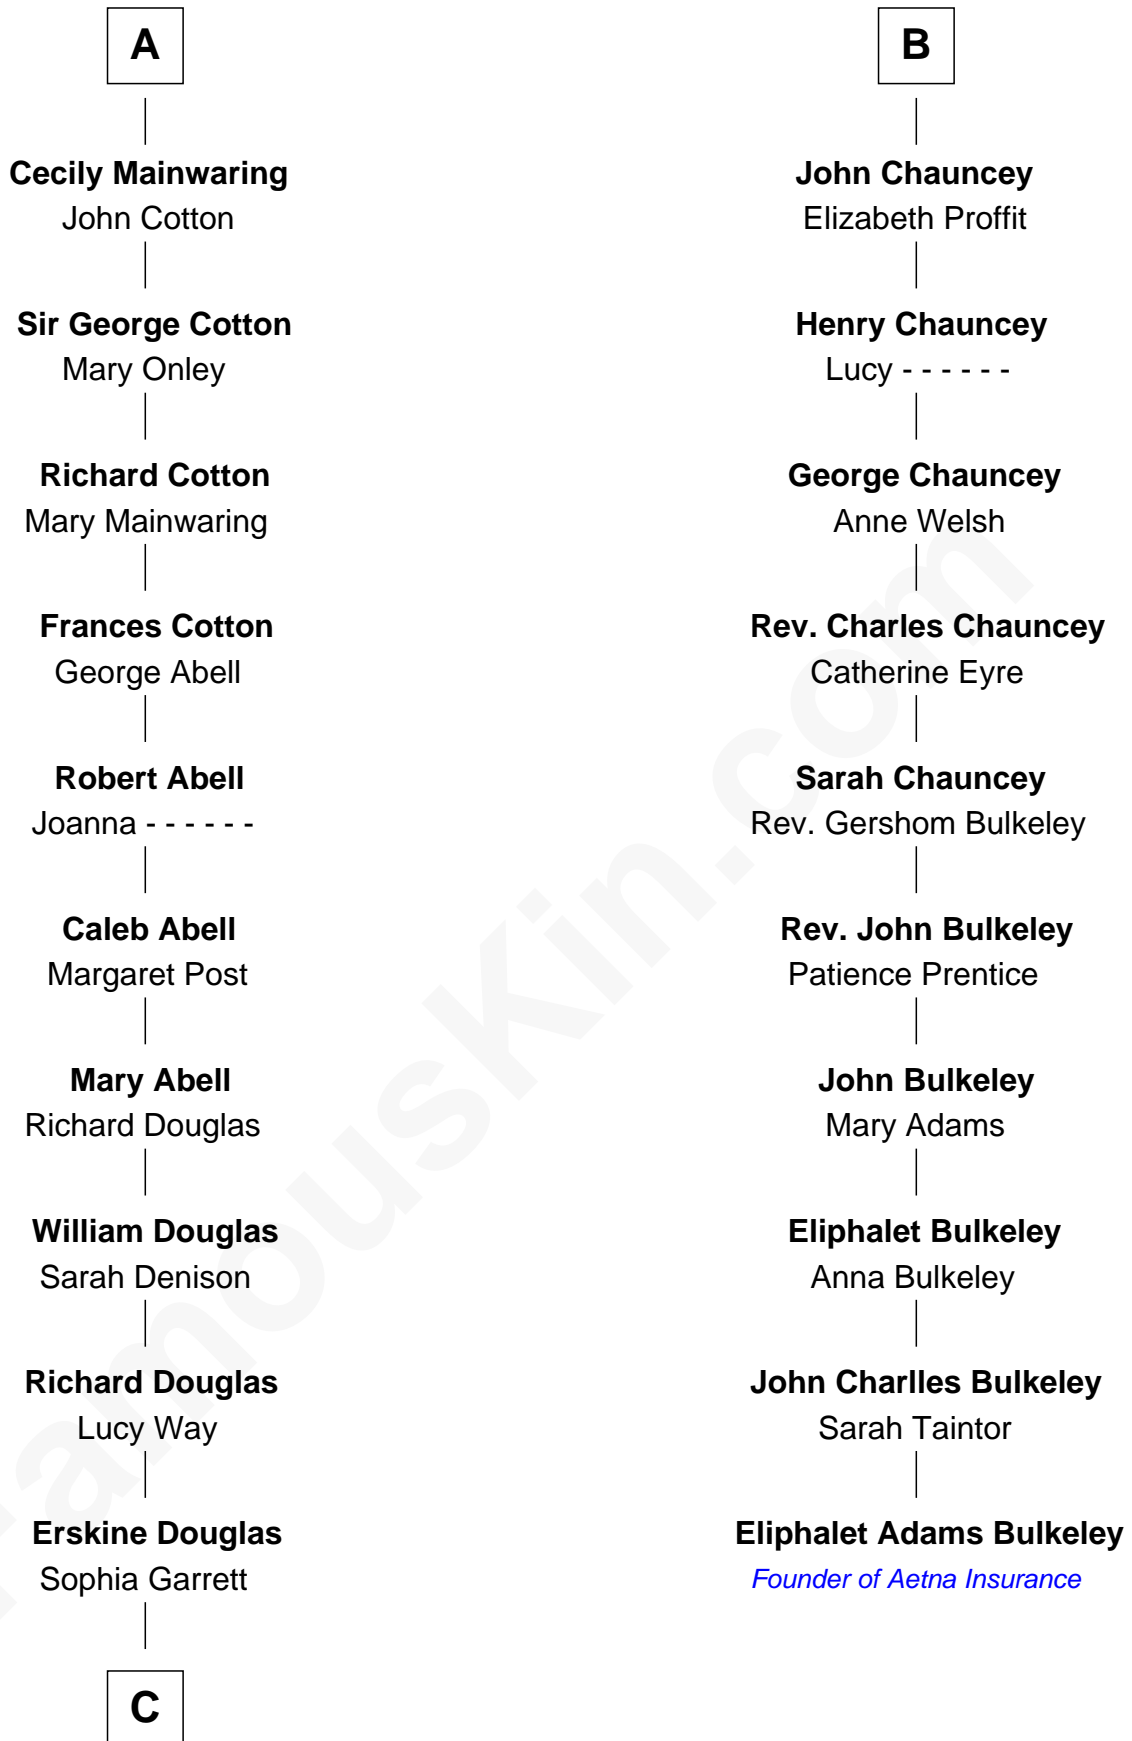 A
Cecily Mainwaring
John Cotton
Sir George Cotton
Mary Onley
Richard Cotton
Mary Mainwaring
Frances Cotton
George Abell
Robert Abell
Joanna - - - - - -
Caleb Abell
Margaret Post
Mary Abell
Richard Douglas
William Douglas
Sarah Denison
Richard Douglas
Lucy Way
Erskine Douglas
Sophia Garrett
C
B
John Chauncey
Elizabeth Proffit
Henry Chauncey
Lucy - - - - - -
George Chauncey
Anne Welsh
Rev. Charles Chauncey
Catherine Eyre
Sarah Chauncey
Rev. Gershom Bulkeley
Rev. John Bulkeley
Patience Prentice
John Bulkeley
Mary Adams
Eliphalet Bulkeley
Anna Bulkeley
John Charlles Bulkeley
Sarah Taintor
Eliphalet Adams Bulkeley
Founder of Aetna Insurance
FamousKin.com